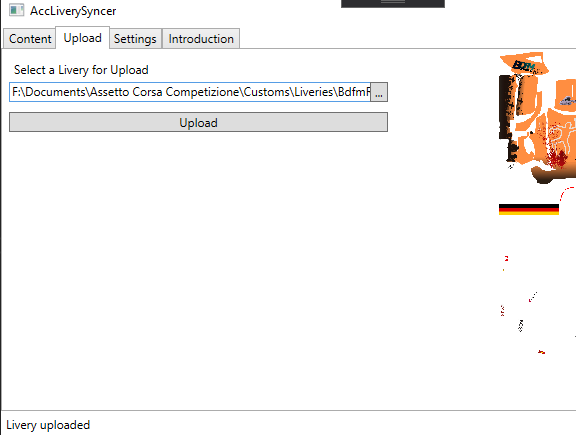 AccLiverySyncer
Content Upload Settings Introduction
Select a Livery for Upload
F:\Documents\Assetto Corsa Competizione\Customs\Liveries\BdfmF ...
Upload
Livery uploaded